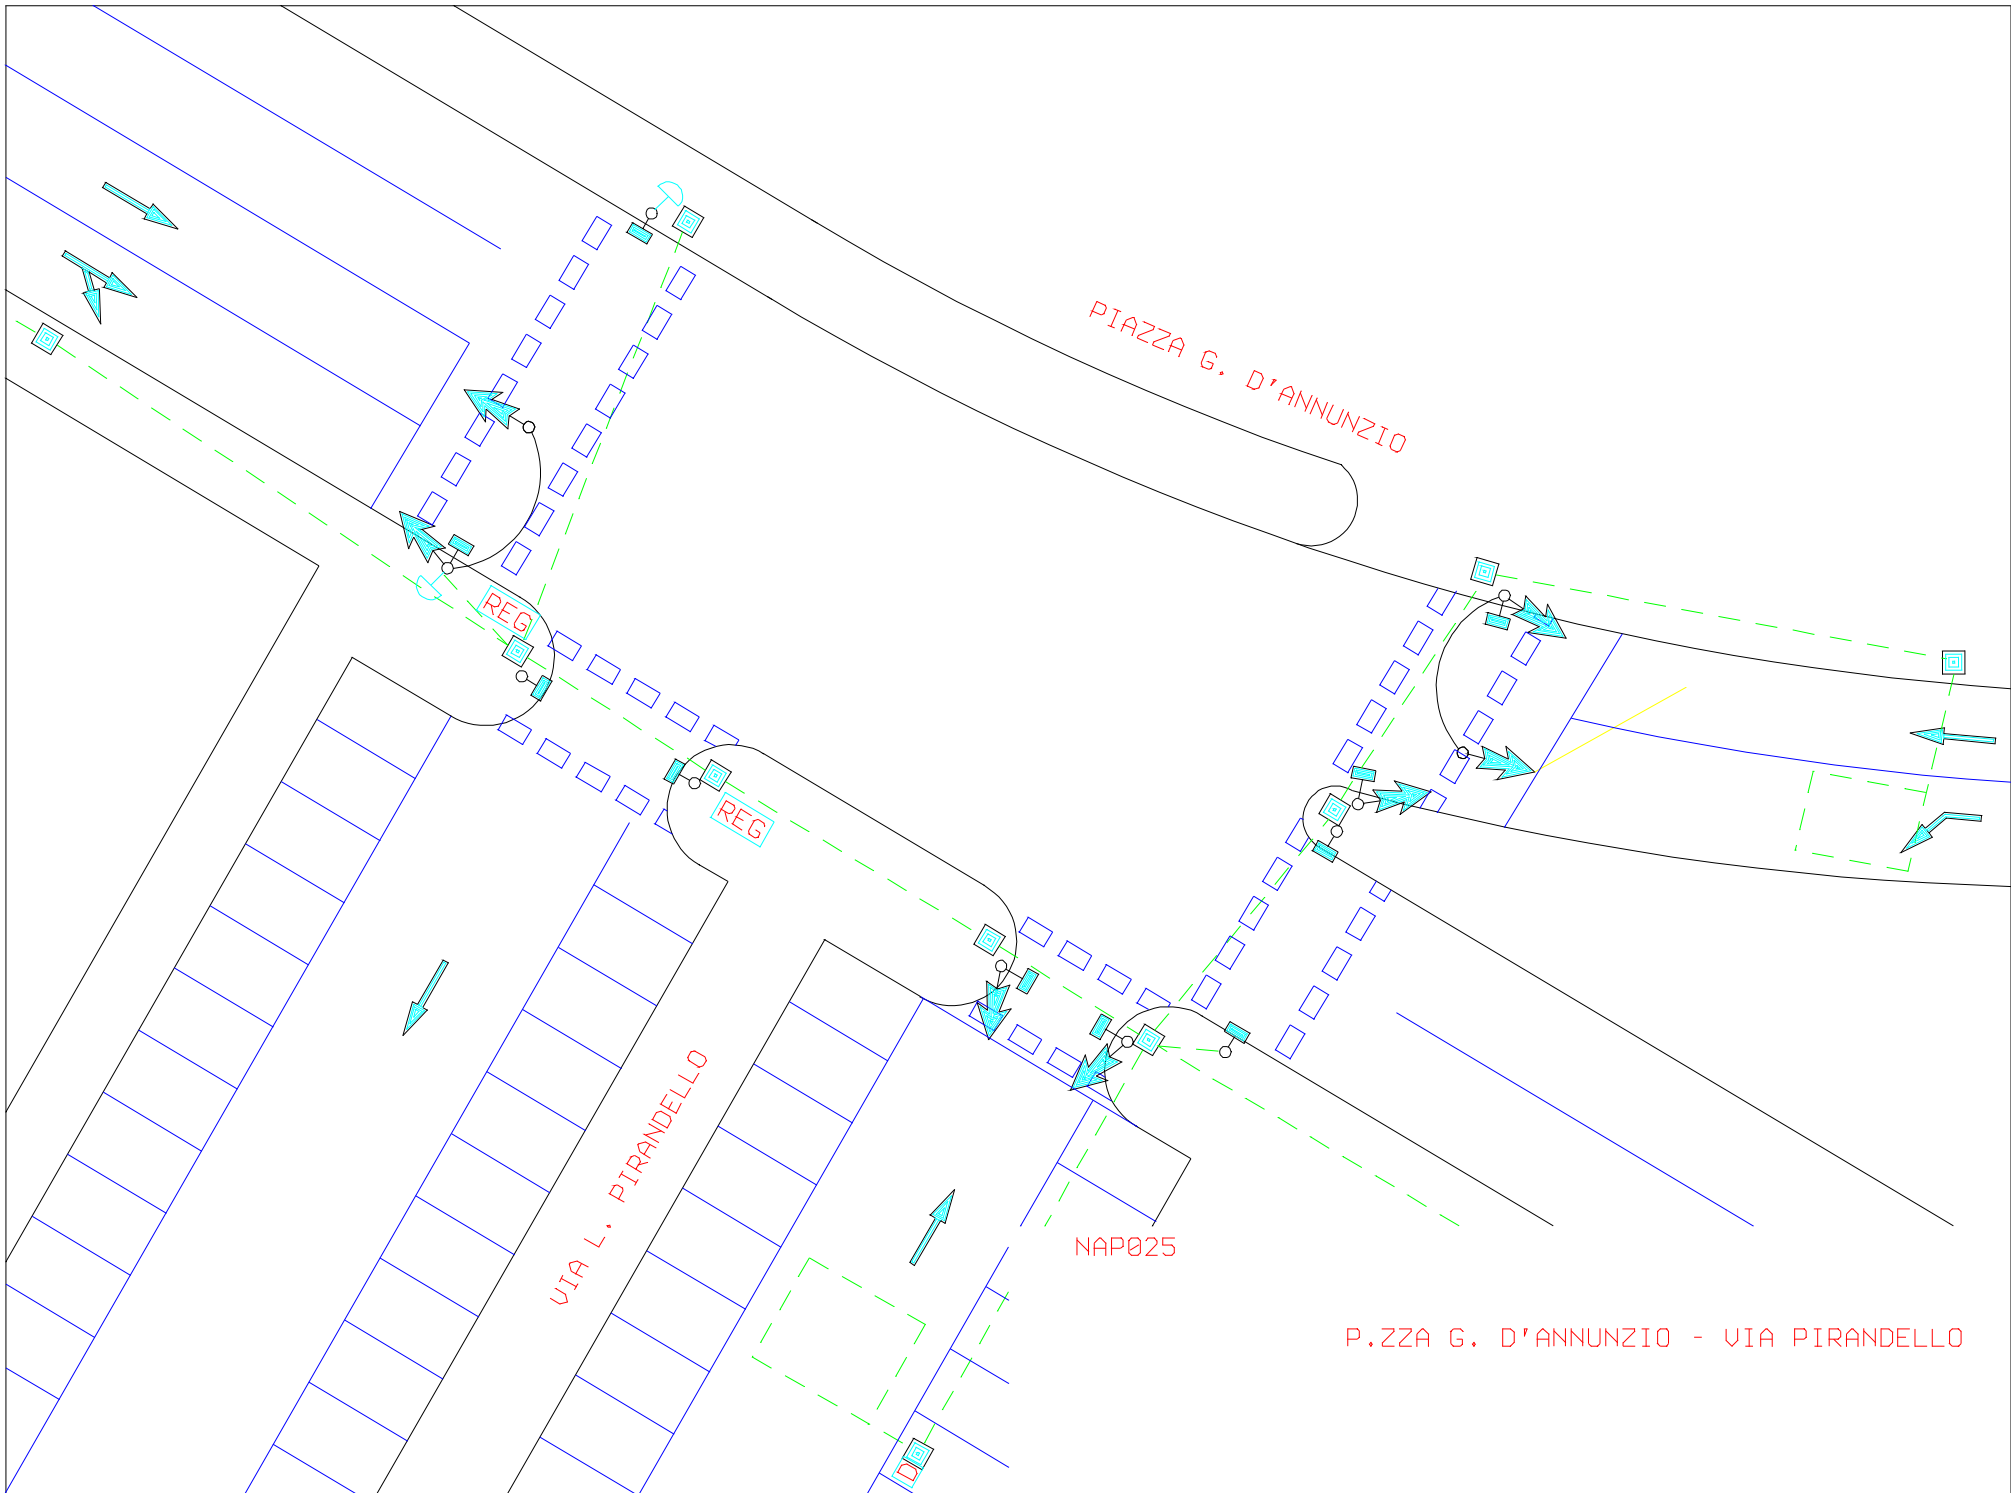 PIAZZA G. D'ANNUNZIO
REG
REG
VIA L. PIRANDELLO
NAP025
P.ZZA G. D'ANNUNZIO - VIA PIRANDELLO
D